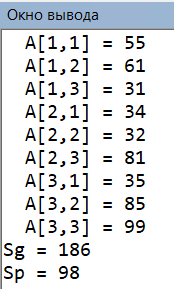 Окно вывода
A[1,1] = 55
A[1,2] = 61
A[1,3] = 31
A[2,1] = 34
A[2,2] = 32
A[2,3] = 81
A[3,1] = 35
A[3,2] = 85
A[3,3] = 99
Sg = 186
Sp = 98